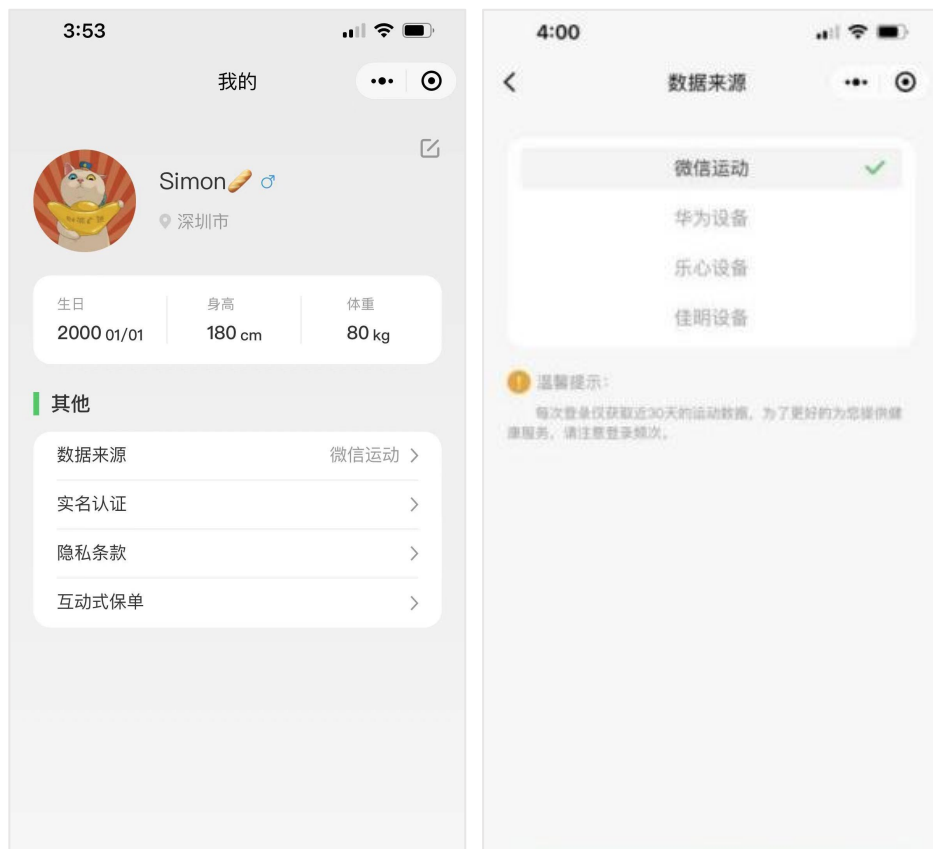 3:53
我的
Simon🥖 ♂
深圳市
生日 身高 体重
2000 01/01 180 cm 80 kg
其他
数据来源 微信运动
实名认证
隐私条款
互动式保单
4:00
数据来源
微信运动
华为设备
乐心设备
佳明设备
温馨提示:
每次登录仅获取近30天的运动数据,为了更好的为您提供健
康服务,请注意登录频次。